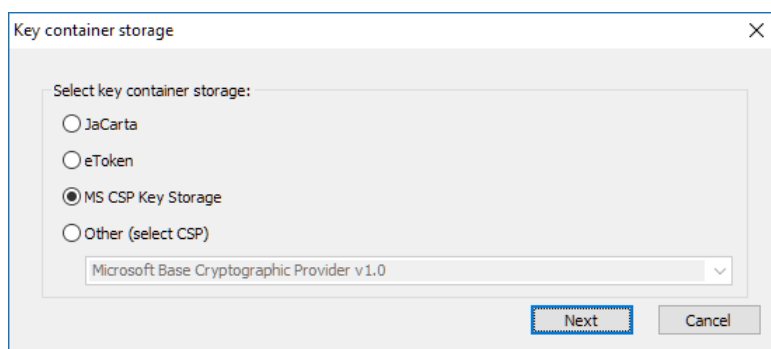 Key container storage
Select key container storage:
JaCarta
eToken
MS CSP Key Storage
Other (select CSP)
Microsoft Base Cryptographic Provider v1.0
Next Cancel